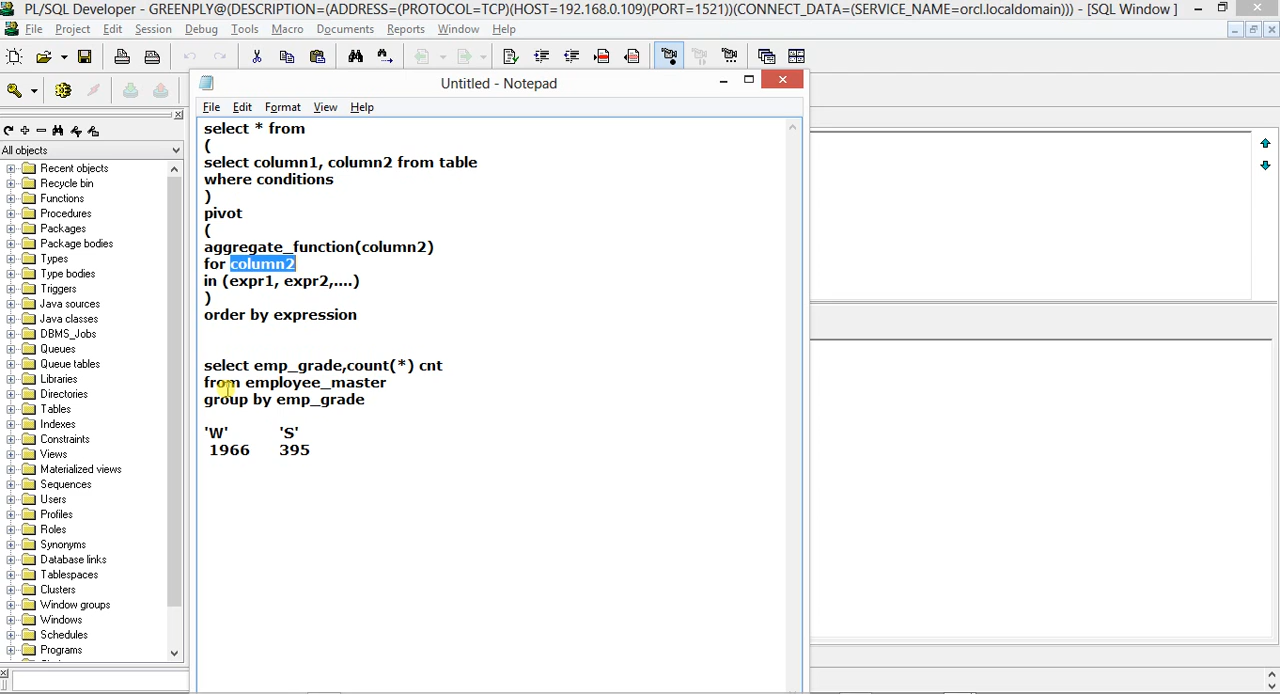 PL/SQL Developer - GREENPLY@(DESCRIPTION=(ADDRESS=(PROTOCOL=TCP)(HOST=192.168.0.109)(PORT=1521))(CONNECT_DATA=(SERVICE_NAME=orcl.localdomain))) - [SQL Window ]
File Project Edit Session Debug Tools Macro Documents Reports Window Help
Untitled - Notepad
File Edit Format View Help
select * from
(
select column1, column2 from table
where conditions
)
pivot
(
aggregate_function(column2)
for column2
in (expr1, expr2,....)
)
order by expression
select emp_grade,count(*) cnt
from employee_master
group by emp_grade
'W' 'S'
1966 395
All objects
Recent objects
Recycle bin
Functions
Procedures
Packages
Package bodies
Types
Type bodies
Triggers
Java sources
Java classes
DBMS_Jobs
Queues
Queue tables
Libraries
Directories
Tables
Indexes
Constraints
Views
Materialized views
Sequences
Users
Profiles
Roles
Synonyms
Database links
Tablespaces
Clusters
Window groups
Windows
Schedules
Programs